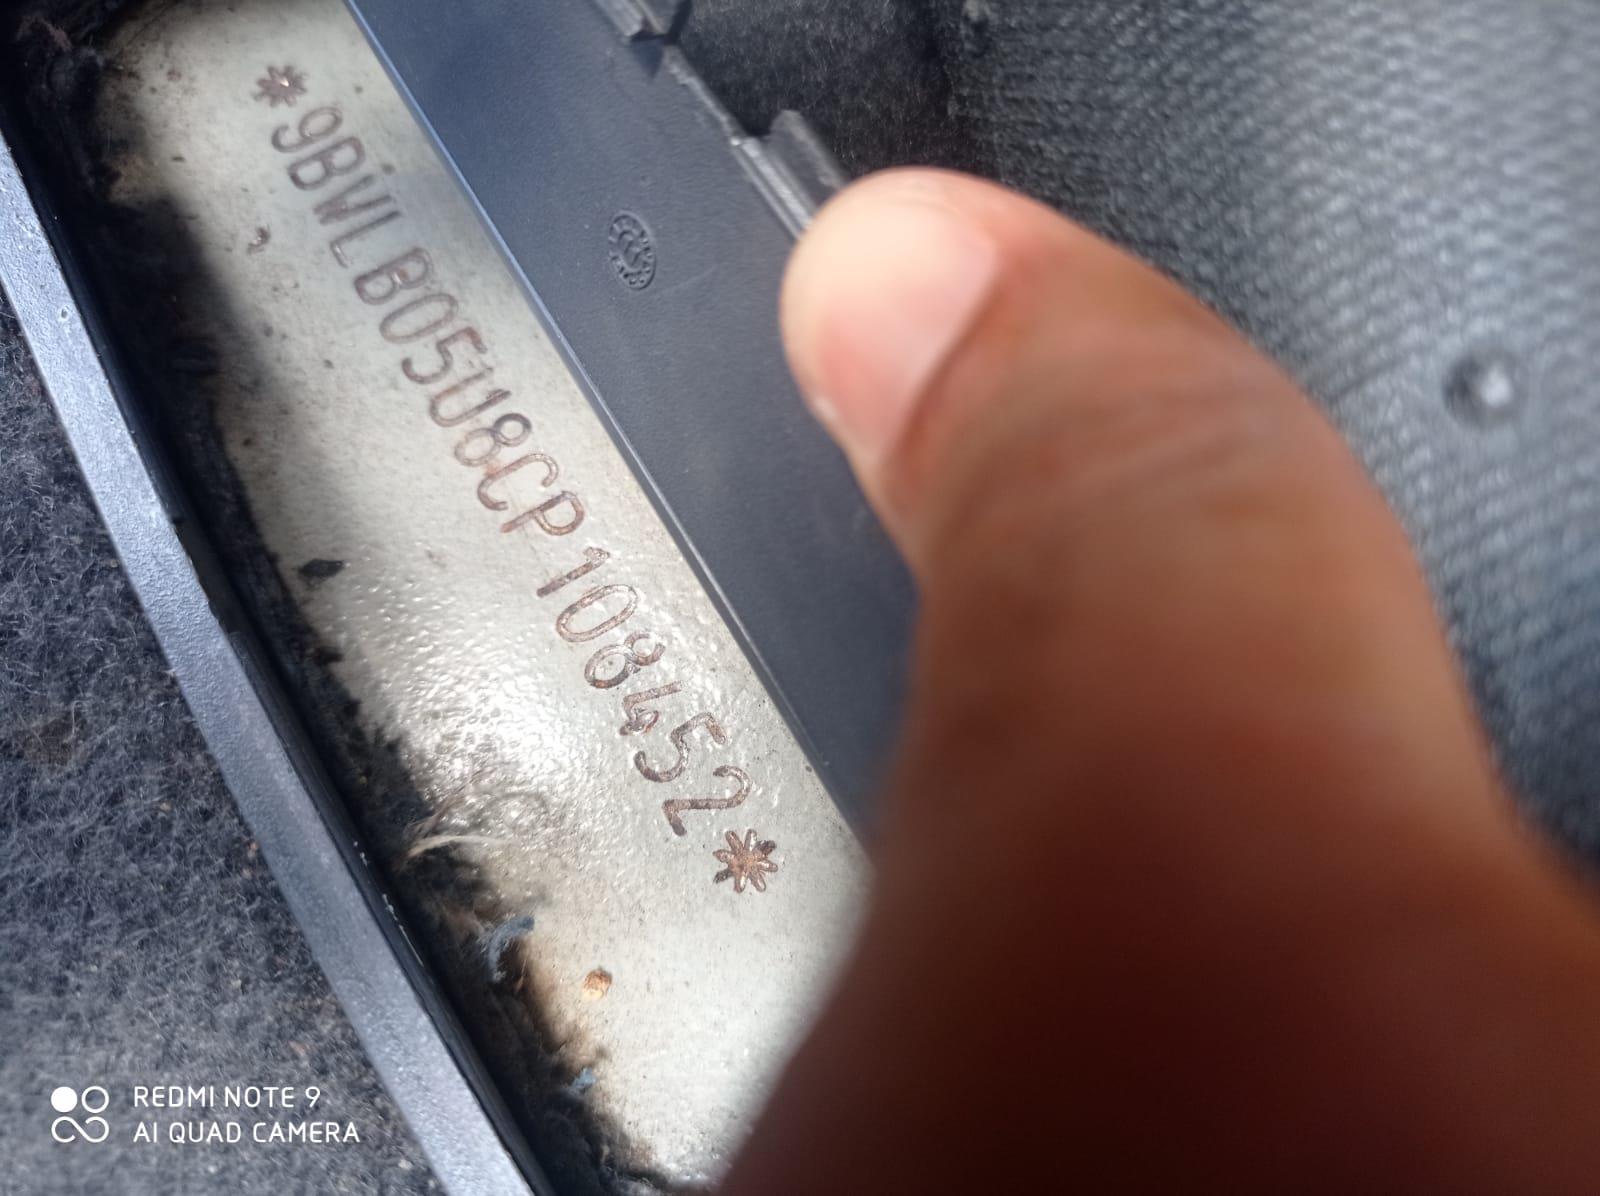 *9BWLB05U8CP108452*
REDMI NOTE 9
AI QUAD CAMERA